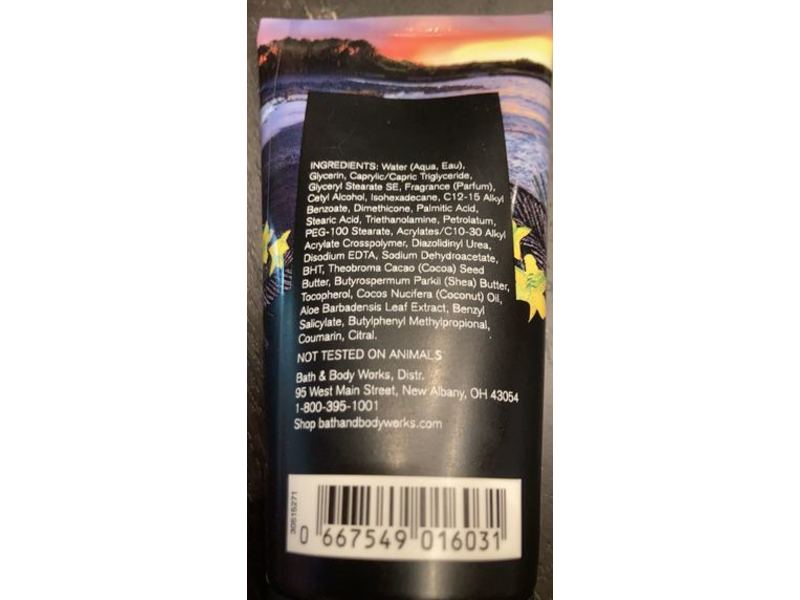 INGREDIENTS: Water (Aqua, Eau),
Glycerin, Caprylic/Capric Triglyceride,
Glyceryl Stearate SE, Fragrance (Parfum),
Cetyl Alcohol, Isohexadecane, C12-15 Alkyl
Benzoate, Dimethicone, Palmitic Acid,
Stearic Acid, Triethanolamine, Petrolatum,
PEG-100 Stearate, Acrylates/C10-30 Alkyl
Acrylate Crosspolymer, Diazolidinyl Urea,
Disodium EDTA, Sodium Dehydroacetate,
BHT, Theobroma Cacao (Cocoa) Seed
Butter, Butyrospermum Parkii (Shea) Butter,
Tocopherol, Cocos Nucifera (Coconut) Oil,
Aloe Barbadensis Leaf Extract, Benzyl
Salicylate, Butylphenyl Methylpropional,
Coumarin, Citral.
NOT TESTED ON ANIMALS
Bath & Body Works, Distr.
95 West Main Street, New Albany, OH 43054
1-800-395-1001
Shop bathandbodyworks.com
0 667549 016031